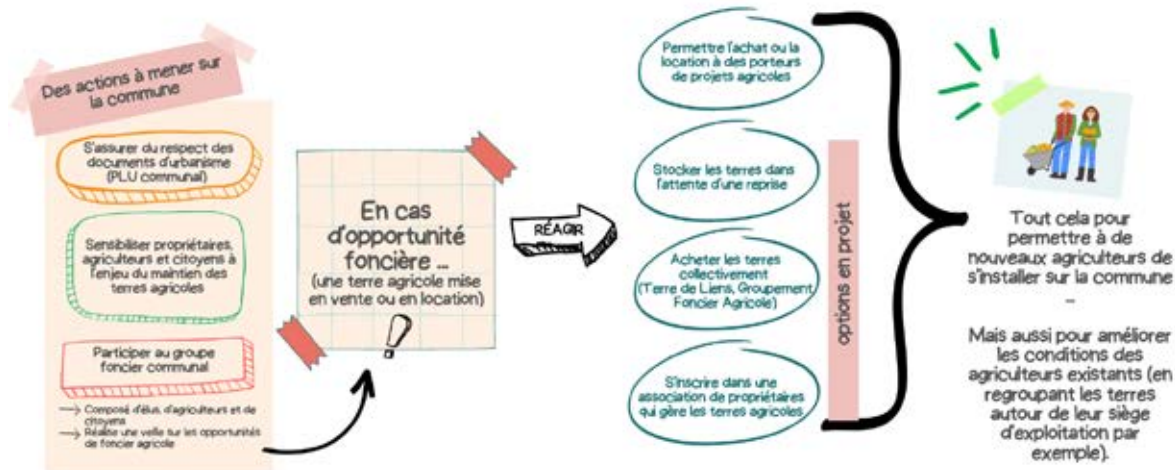 Des actions à mener sur
la commune
S'assurer du respect des
documents d'urbanisme
(PLU communal)
Sensibiliser propriétaires,
agriculteurs et citoyens à
l'enjeu du maintien des
terres agricoles
Participer au groupe
foncier communal
→ Composé d'élus, d'agriculteurs et de
citoyens
→ Réalise une veille sur les opportunités
de foncier agricole
En cas
d'opportunité
foncière ...
(une terre agricole mise
en vente ou en location)
!
RÉAGIR
Permettre l'achat ou la
location à des porteurs
de projets agricoles
Stocker les terres dans
l'attente d'une reprise
Acheter les terres
collectivement
(Terre de Liens, Groupement
Foncier Agricole)
S'inscrire dans une
association de propriétaires
qui gère les terres agricoles
options en projet
Tout cela pour
permettre à de
nouveaux agriculteurs de
s'installer sur la commune
...
Mais aussi pour améliorer
les conditions des
agriculteurs existants (en
regroupant les terres
autour de leur siège
d'exploitation par
exemple).